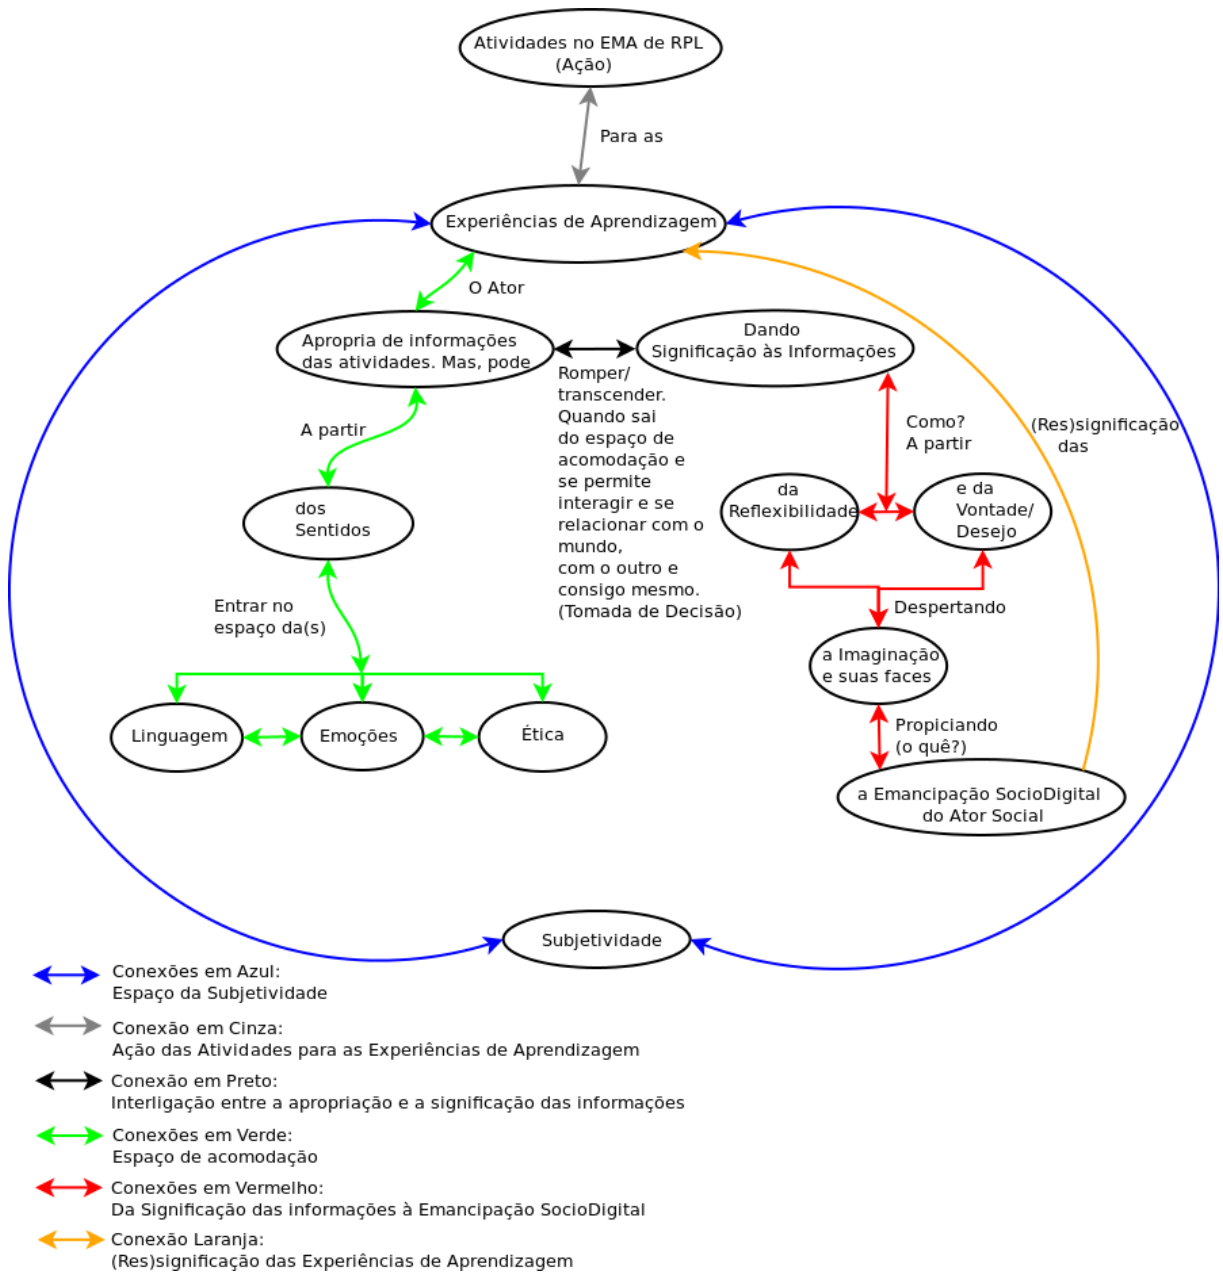 Atividades no EMA de RPL
(Ação)
Para as
Experiências de Aprendizagem
O Ator
Apropria de informações
das atividades. Mas, pode
Dando
Significação às Informações
Romper/
transcender.
Quando sai
do espaço de
acomodação e
se permite
interagir e se
relacionar com o
mundo,
com o outro e
consigo mesmo.
(Tomada de Decisão)
A partir
dos
Sentidos
Entrar no
espaço da(s)
Linguagem
Emoções
Ética
Como?
A partir
(Res)significação
das
da
Reflexibilidade
e da
Vontade/
Desejo
Despertando
a Imaginação
e suas faces
Propiciando
(o quê?)
a Emancipação SocioDigital
do Ator Social
Subjetividade
Conexões em Azul:
Espaço da Subjetividade
Conexão em Cinza:
Ação das Atividades para as Experiências de Aprendizagem
Conexão em Preto:
Interligação entre a apropriação e a significação das informações
Conexões em Verde:
Espaço de acomodação
Conexões em Vermelho:
Da Significação das informações à Emancipação SocioDigital
Conexão Laranja:
(Res)significação das Experiências de Aprendizagem